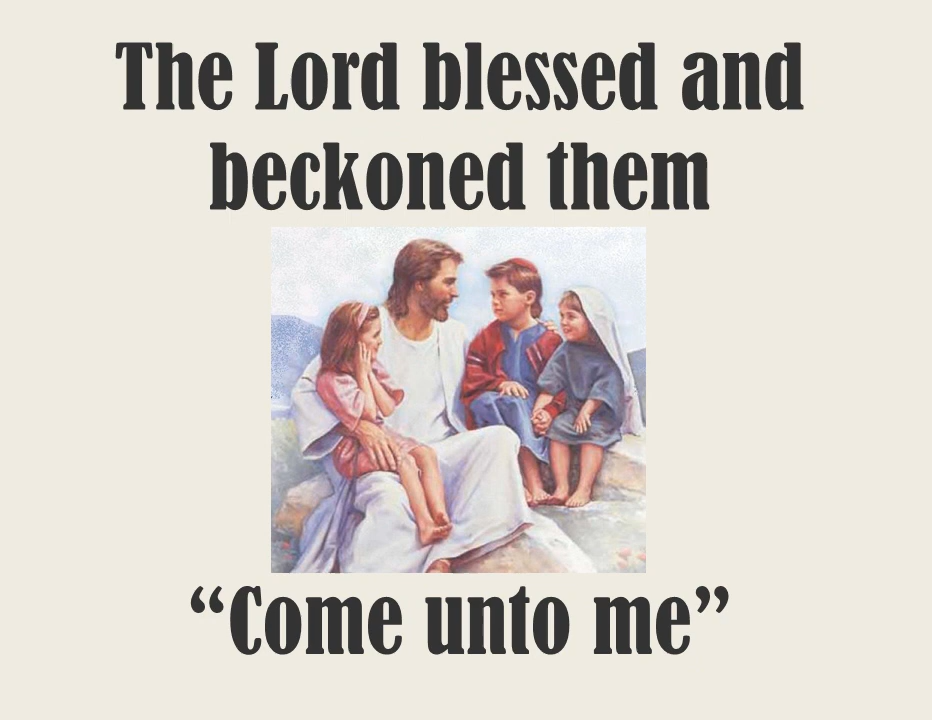 The Lord blessed and
beckoned them
“Come unto me”